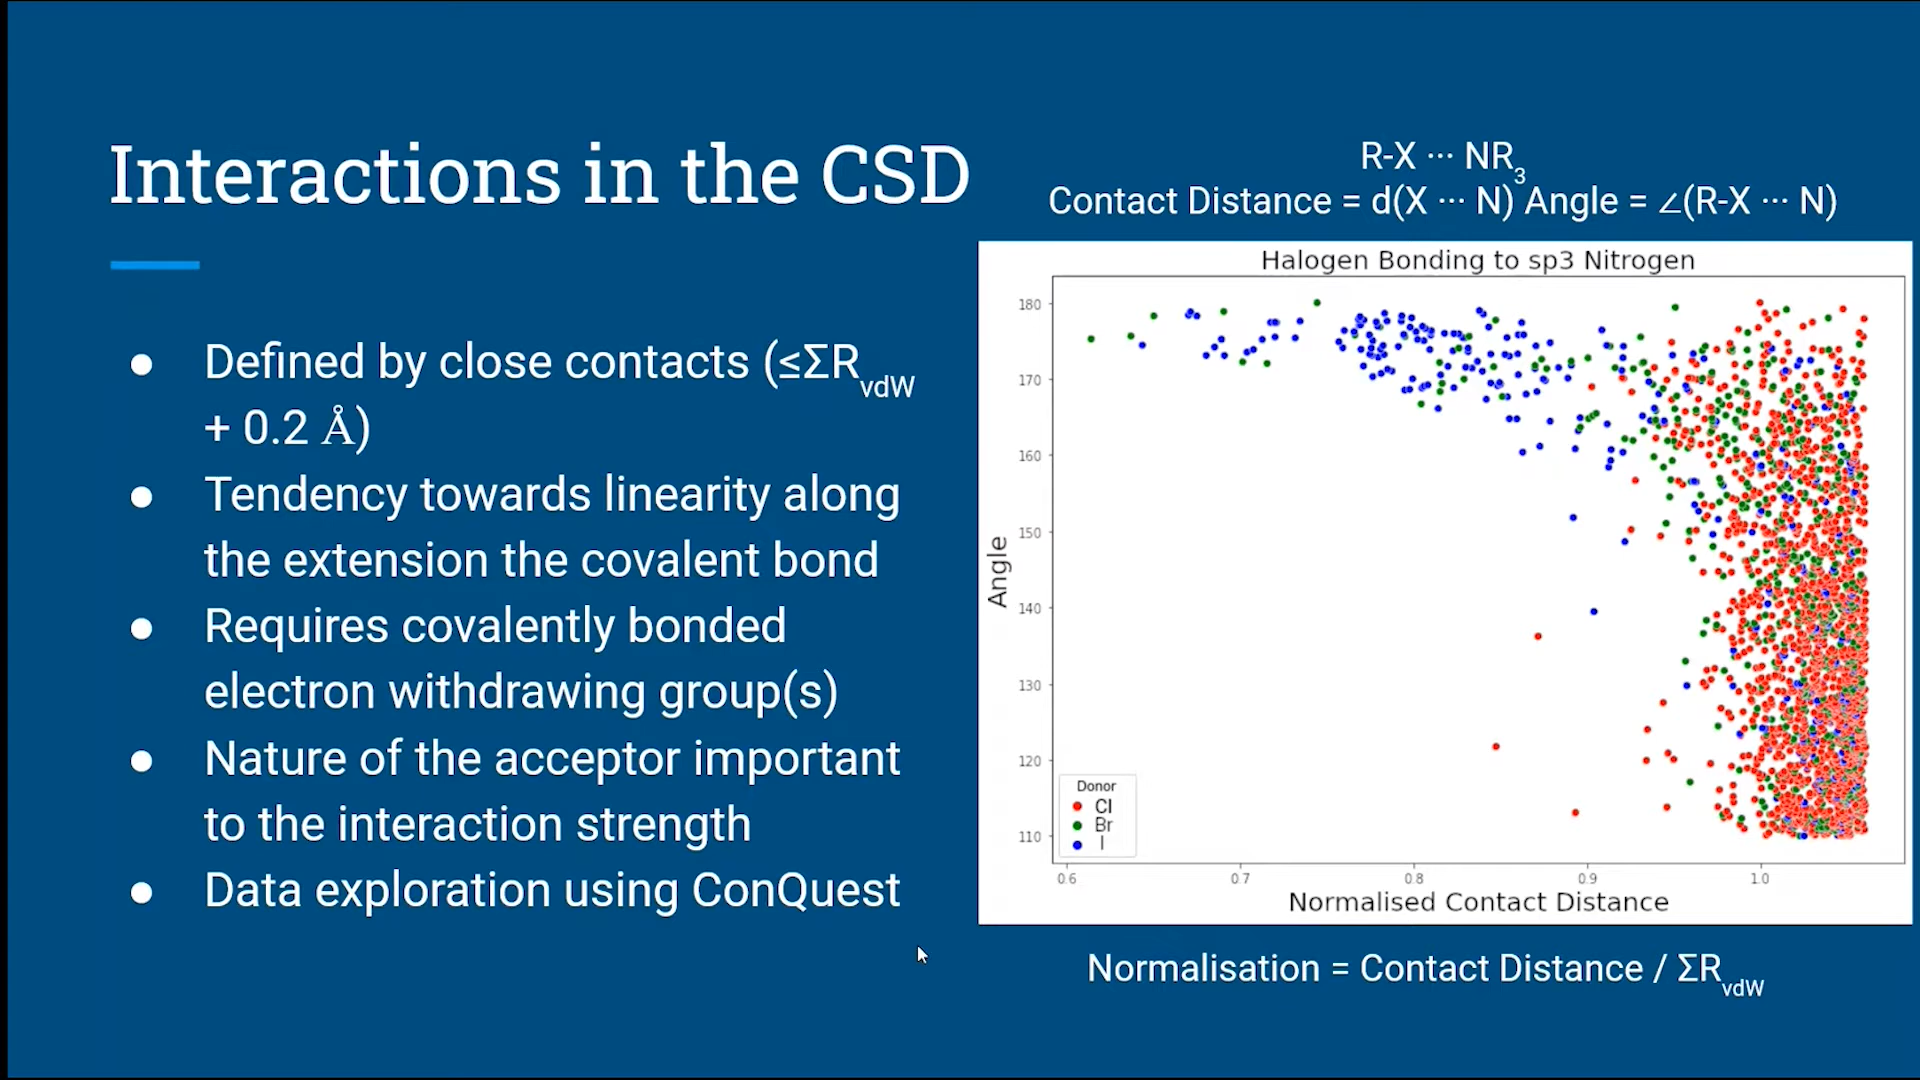 Interactions in the CSD
● Defined by close contacts (≤ΣRvdW
+ 0.2 Å)
● Tendency towards linearity along
the extension the covalent bond
● Requires covalently bonded
electron withdrawing group(s)
● Nature of the acceptor important
to the interaction strength
● Data exploration using ConQuest
R-X ··· NR3
Contact Distance = d(X ··· N) Angle = ∠(R-X ··· N)
Halogen Bonding to sp3 Nitrogen
Angle
180
170
160
150
140
130
120
110
Donor
Cl
Br
I
0.6 0.7 0.8 0.9 1.0
Normalised Contact Distance
Normalisation = Contact Distance / ΣRvdW